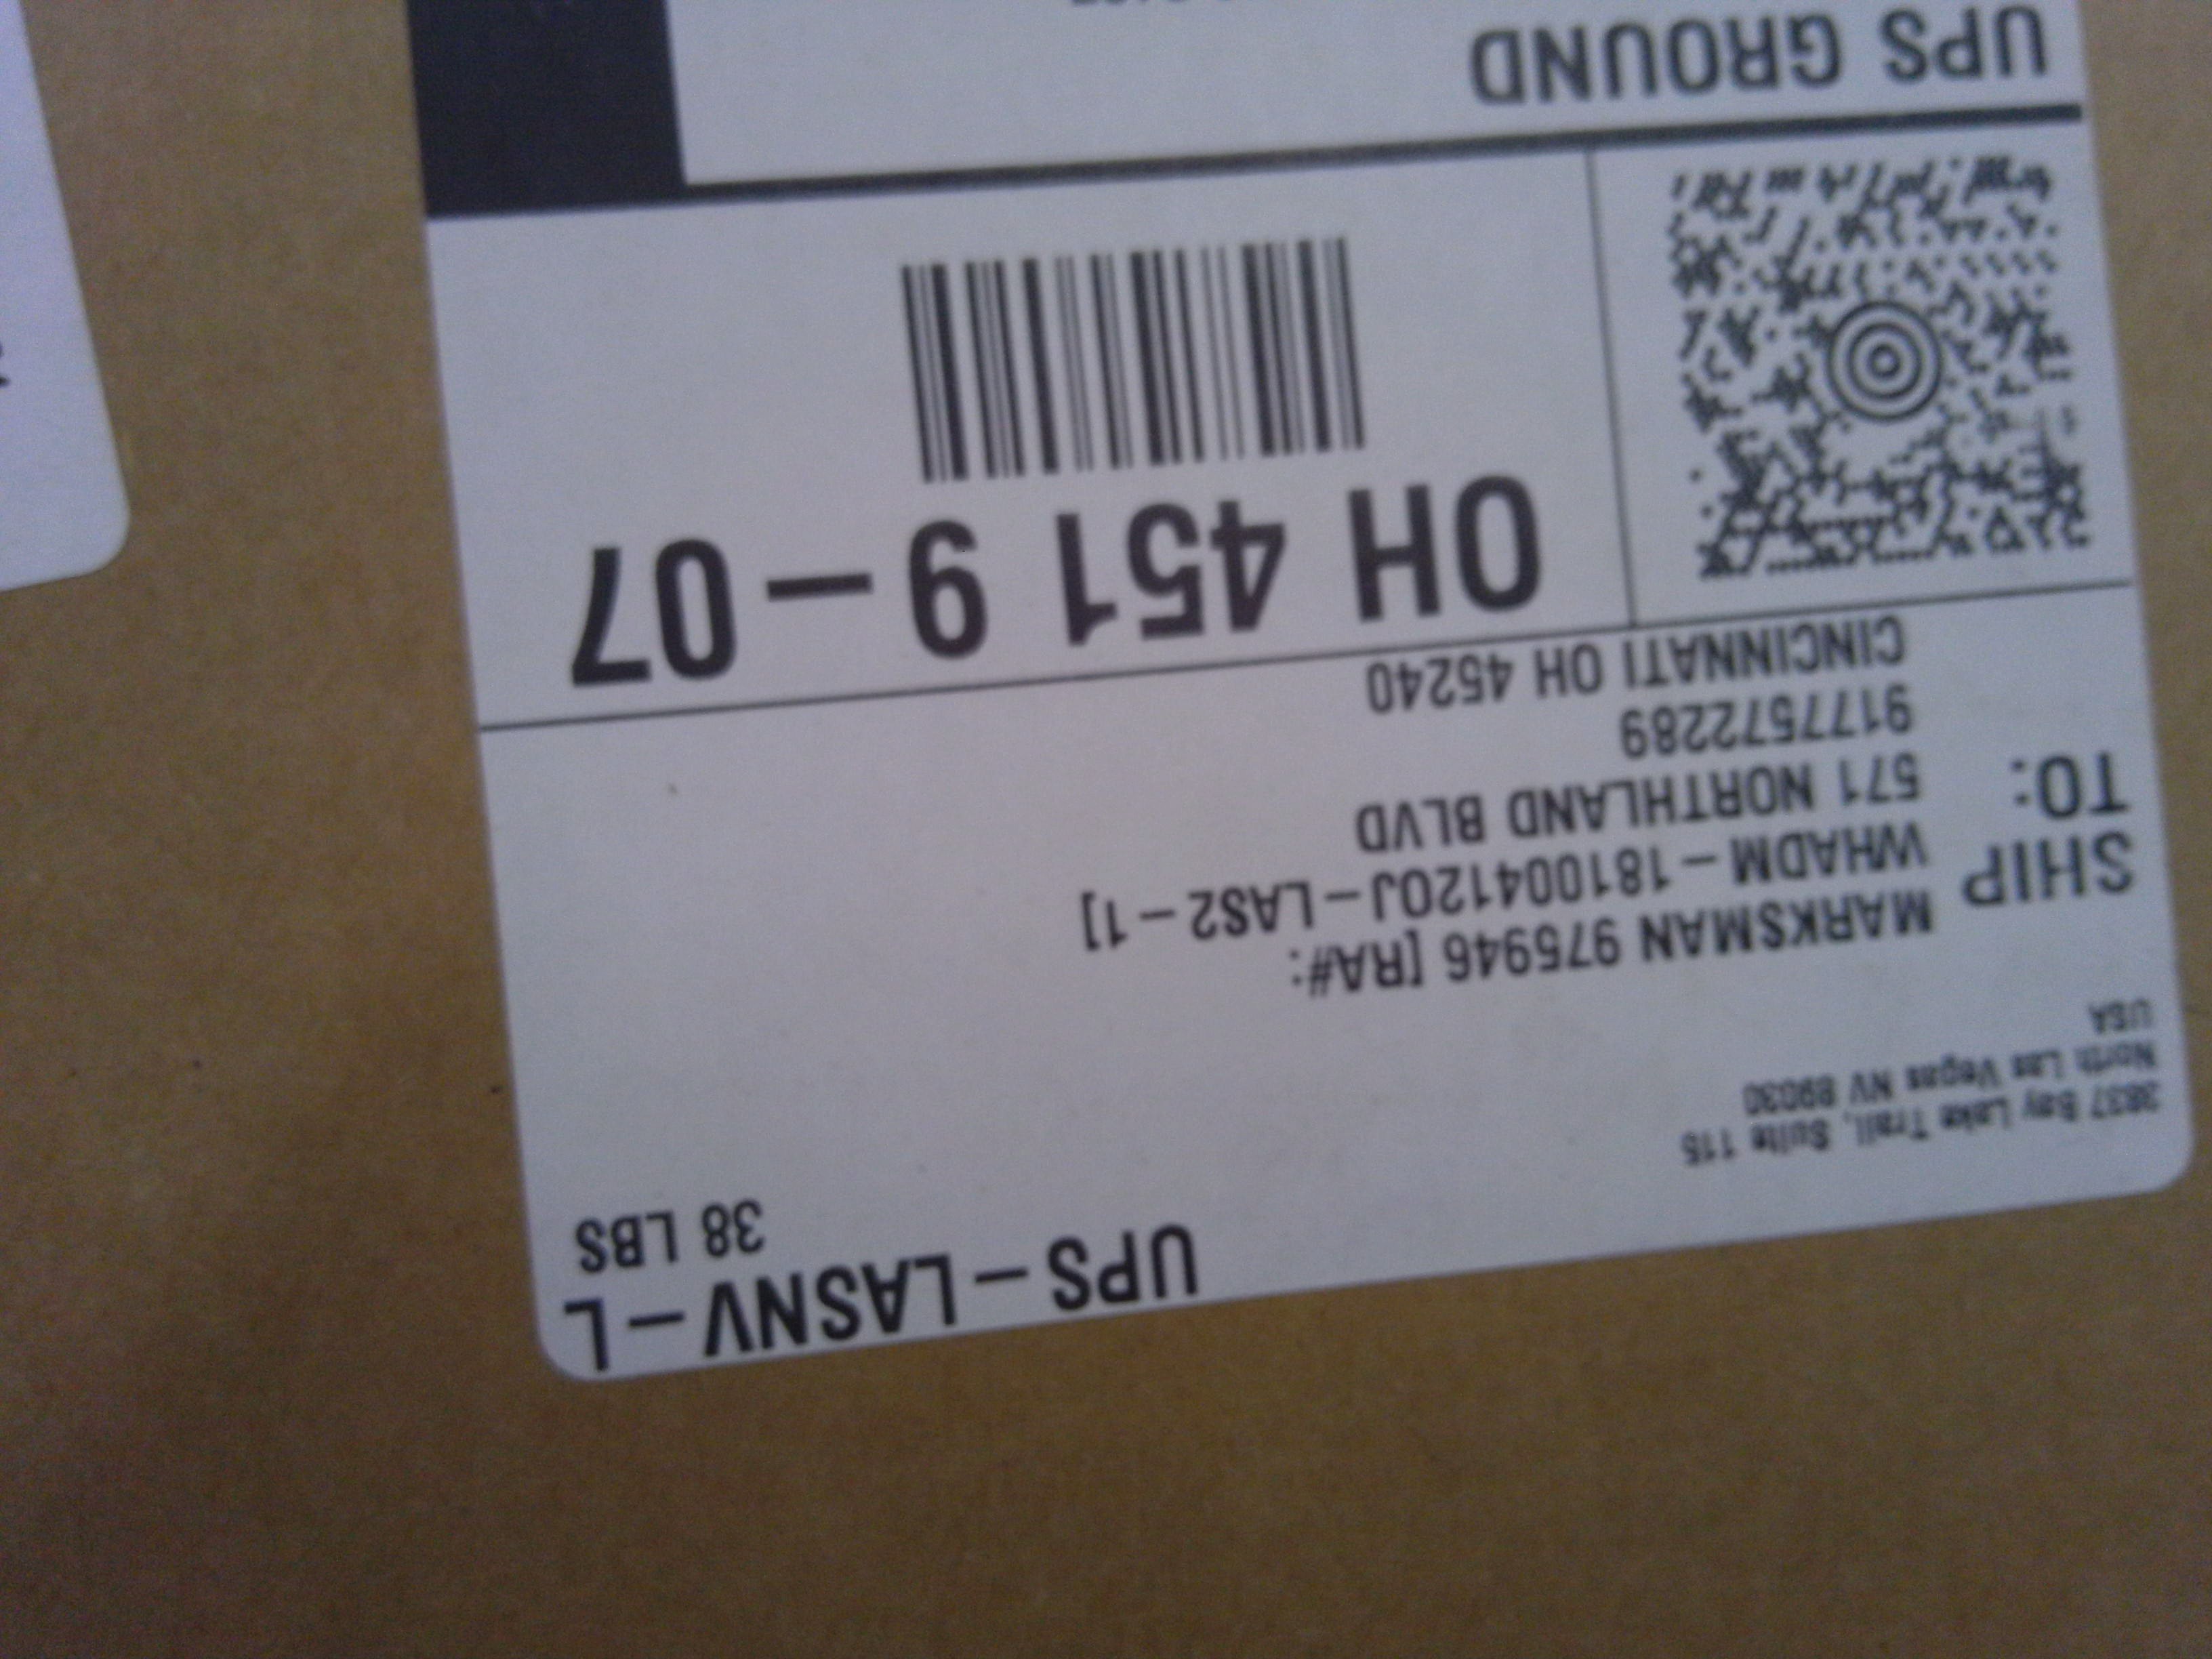 UPS-LASNV-L
38 LBS
3837 Bay Lake Trail, Suite 115
North Las Vegas NV 89030
USA
SHIP
TO:
MARKSMAN 975946 [RA#:
WHADM-181004120J-LAS2-1]
571 NORTHLAND BLVD
9177572289
CINCINNATI OH 45240
OH 451 9-07
UPS GROUND